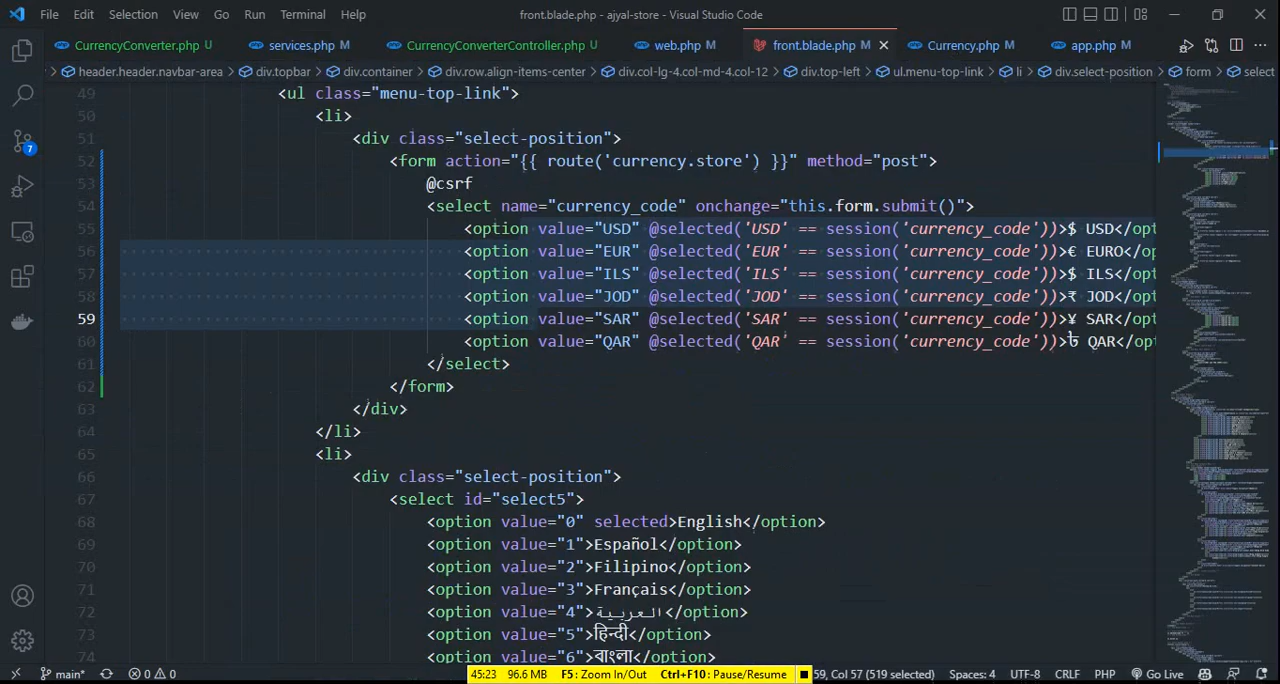 File Edit Selection View Go Run Terminal Help front.blade.php - ajyal-store - Visual Studio Code
CurrencyConverter.php U services.php M CurrencyConverterController.php U web.php M front.blade.php M Currency.php M app.php M
header.header.navbar-area > div.topbar > div.container > div.row.align-items-center > div.col-lg-4.col-md-4.col-12 > div.top-left > ul.menu-top-link > li > div.select-position > form > select
49 <ul class="menu-top-link">
50 <li>
51 <div class="select-position">
52 <form action="{{ route('currency.store') }}" method="post">
53 @csrf
54 <select name="currency_code" onchange="this.form.submit()">
55 <option value="USD" @selected('USD' == session('currency_code'))>$ USD</opt
56 <option value="EUR" @selected('EUR' == session('currency_code'))>€ EURO</op
57 <option value="ILS" @selected('ILS' == session('currency_code'))>$ ILS</opt
58 <option value="JOD" @selected('JOD' == session('currency_code'))>₹ JOD</opt
59 <option value="SAR" @selected('SAR' == session('currency_code'))>¥ SAR</opt
60 <option value="QAR" @selected('QAR' == session('currency_code'))>৳ QAR</opt
61 </select>
62 </form>
63 </div>
64 </li>
65 <li>
66 <div class="select-position">
67 <select id="select5">
68 <option value="0" selected>English</option>
69 <option value="1">Español</option>
70 <option value="2">Filipino</option>
71 <option value="3">Français</option>
72 <option value="4">العربية</option>
73 <option value="5">हिन्दी</option>
74 <option value="6">বাংলা</option>
7
main* 0 0 45:23 96.6 MB F5: Zoom In/Out Ctrl+F10: Pause/Resume 59, Col 57 (519 selected) Spaces: 4 UTF-8 CRLF PHP Go Live